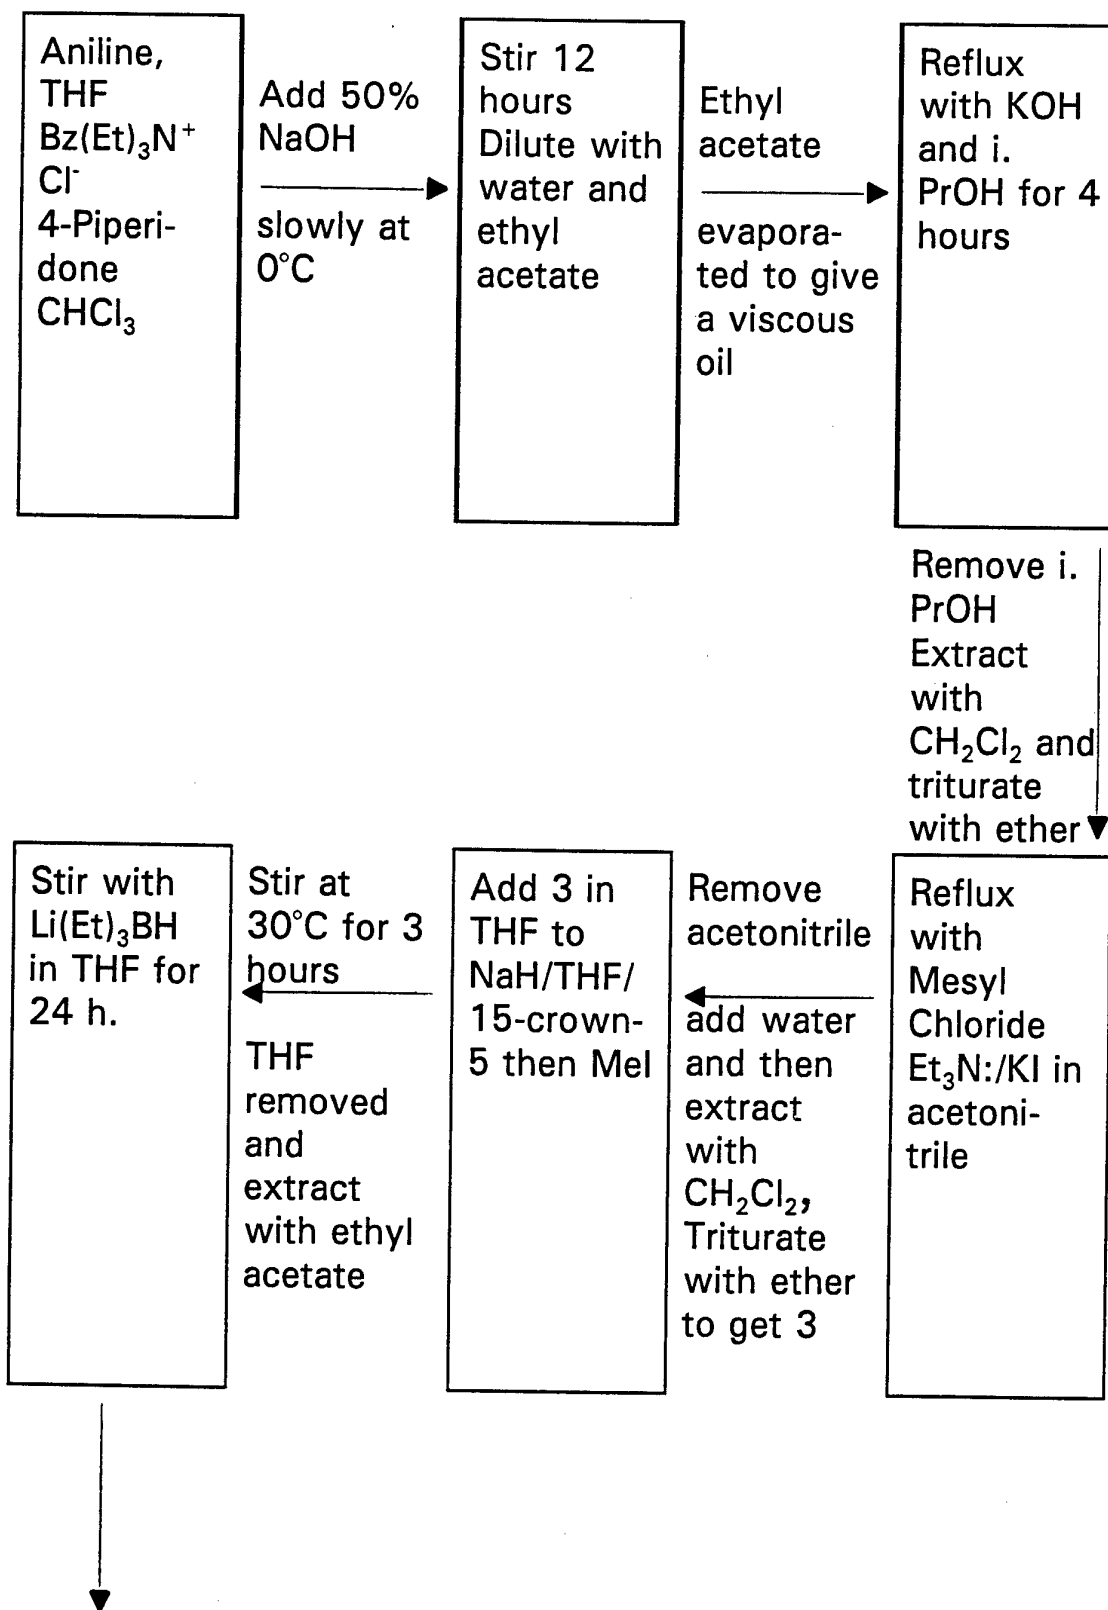 Aniline,
THF
Bz(Et)₃N⁺
Cl⁻
4-Piperi-
done
CHCl₃
Add 50%
NaOH
slowly at
0°C
Stir 12
hours
Dilute with
water and
ethyl
acetate
Ethyl
acetate
evapora-
ted to give
a viscous
oil
Reflux
with KOH
and i.
PrOH for 4
hours
Remove i.
PrOH
Extract
with
CH₂Cl₂ and
triturate
with ether
Reflux
with
Mesyl
Chloride
Et₃N:/KI in
acetoni-
trile
Remove
acetonitrile
add water
and then
extract
with
CH₂Cl₂,
Triturate
with ether
to get 3
Add 3 in
THF to
NaH/THF/
15-crown-
5 then MeI
Stir at
30°C for 3
hours
THF
removed
and
extract
with ethyl
acetate
Stir with
Li(Et)₃BH
in THF for
24 h.